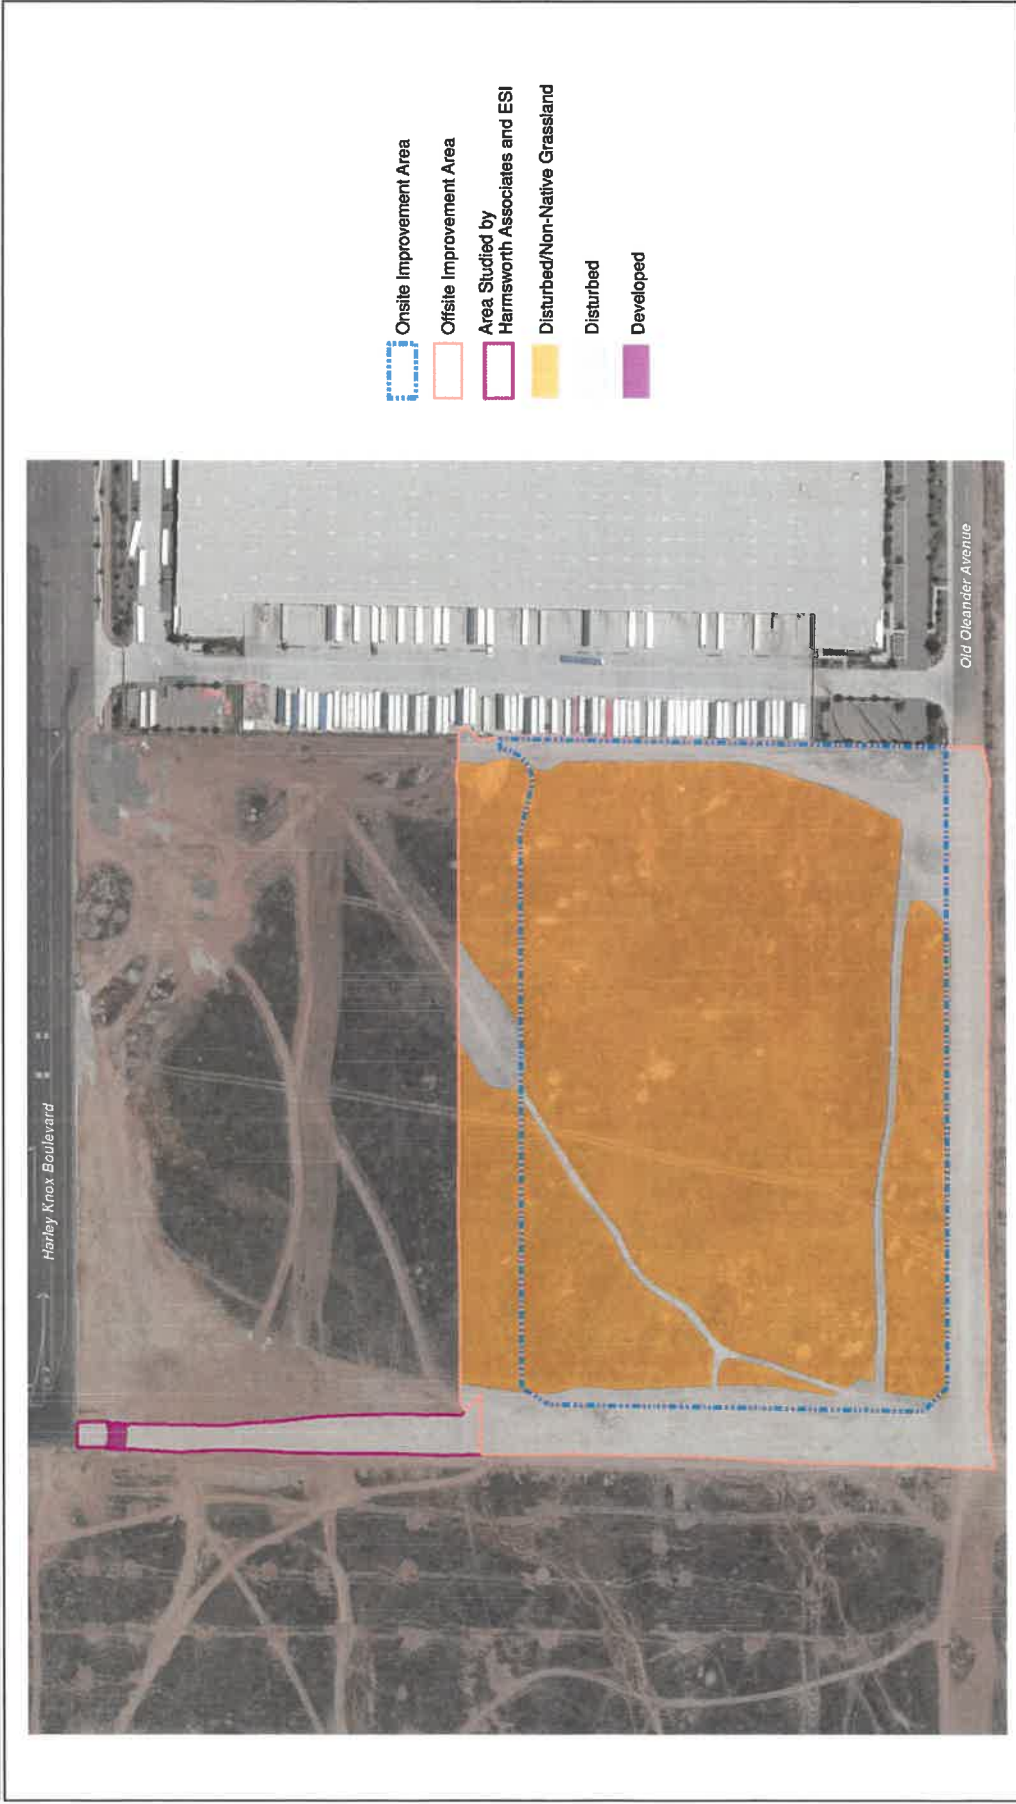 Onsite Improvement Area
Offsite Improvement Area
Area Studied by
Harmsworth Associates and ESI
Disturbed/Non-Native Grassland
Disturbed
Developed
Harley Knox Boulevard
Old Oleander Avenue